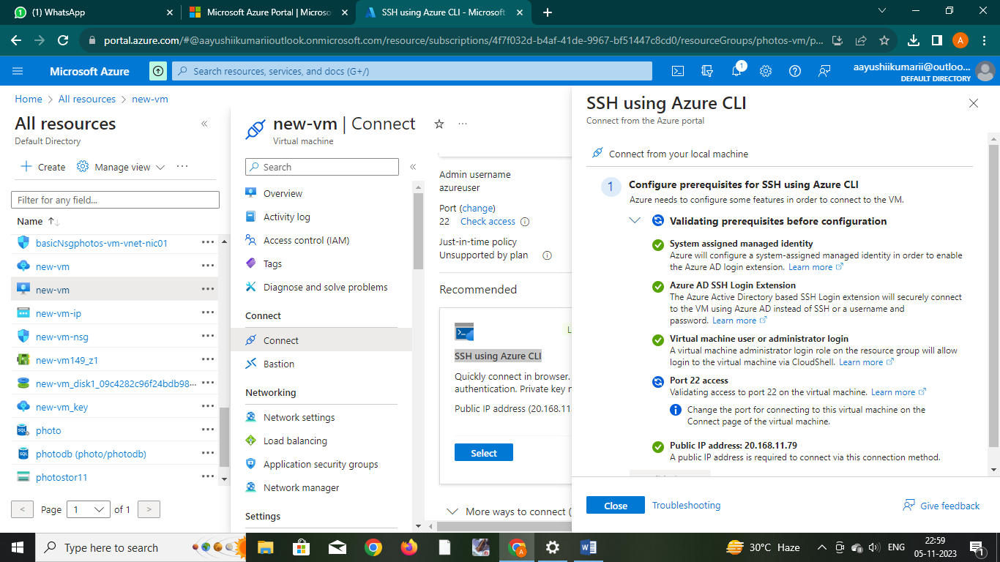 (1) WhatsApp
Microsoft Azure Portal | Microso
SSH using Azure CLI - Microsoft
portal.azure.com/#@aayushiikumariioutlook.onmicrosoft.com/resource/subscriptions/4f7f032d-b4af-41de-9967-bf51447c8cd0/resourceGroups/photos-vm/p...
A
Microsoft Azure
Search resources, services, and docs (G+/)
1
aayushiikumarii@outloo...
DEFAULT DIRECTORY
Home > All resources > new-vm
All resources
Default Directory
Create
Manage view
Filter for any field...
Name
basicNsgphotos-vm-vnet-nic01
new-vm
new-vm
new-vm-ip
new-vm-nsg
new-vm149_z1
new-vm_disk1_09c4282c96f24bdb98...
new-vm_key
photo
photodb (photo/photodb)
photostor11
< Page 1 of 1 >
new-vm | Connect
Virtual machine
Search
Overview
Activity log
Access control (IAM)
Tags
Diagnose and solve problems
Connect
Connect
Bastion
Networking
Network settings
Load balancing
Application security groups
Network manager
Settings
Admin username
azureuser
Port (change)
22 Check access
Just-in-time policy
Unsupported by plan
Recommended
SSH using Azure CLI
Quickly connect in browser.
authentication. Private key
Public IP address (20.168.11
Select
More ways to connect (
SSH using Azure CLI
Connect from the Azure portal
Connect from your local machine
1 Configure prerequisites for SSH using Azure CLI
Azure needs to configure some features in order to connect to the VM.
Validating prerequisites before configuration
System assigned managed identity
Azure will configure a system-assigned managed identity in order to enable
the Azure AD login extension. Learn more
Azure AD SSH Login Extension
The Azure Active Directory based SSH Login extension will securely connect
to the VM using Azure AD instead of SSH or a username and
password. Learn more
Virtual machine user or administrator login
A virtual machine administrator login role on the resource group will allow
login to the virtual machine via CloudShell. Learn more
Port 22 access
Validating access to port 22 on the virtual machine. Learn more
Change the port for connecting to this virtual machine on the
Connect page of the virtual machine.
Public IP address: 20.168.11.79
A public IP address is required to connect via this connection method.
Close
Troubleshooting
Give feedback
Type here to search
30°C Haze
ENG
22:59
05-11-2023
1